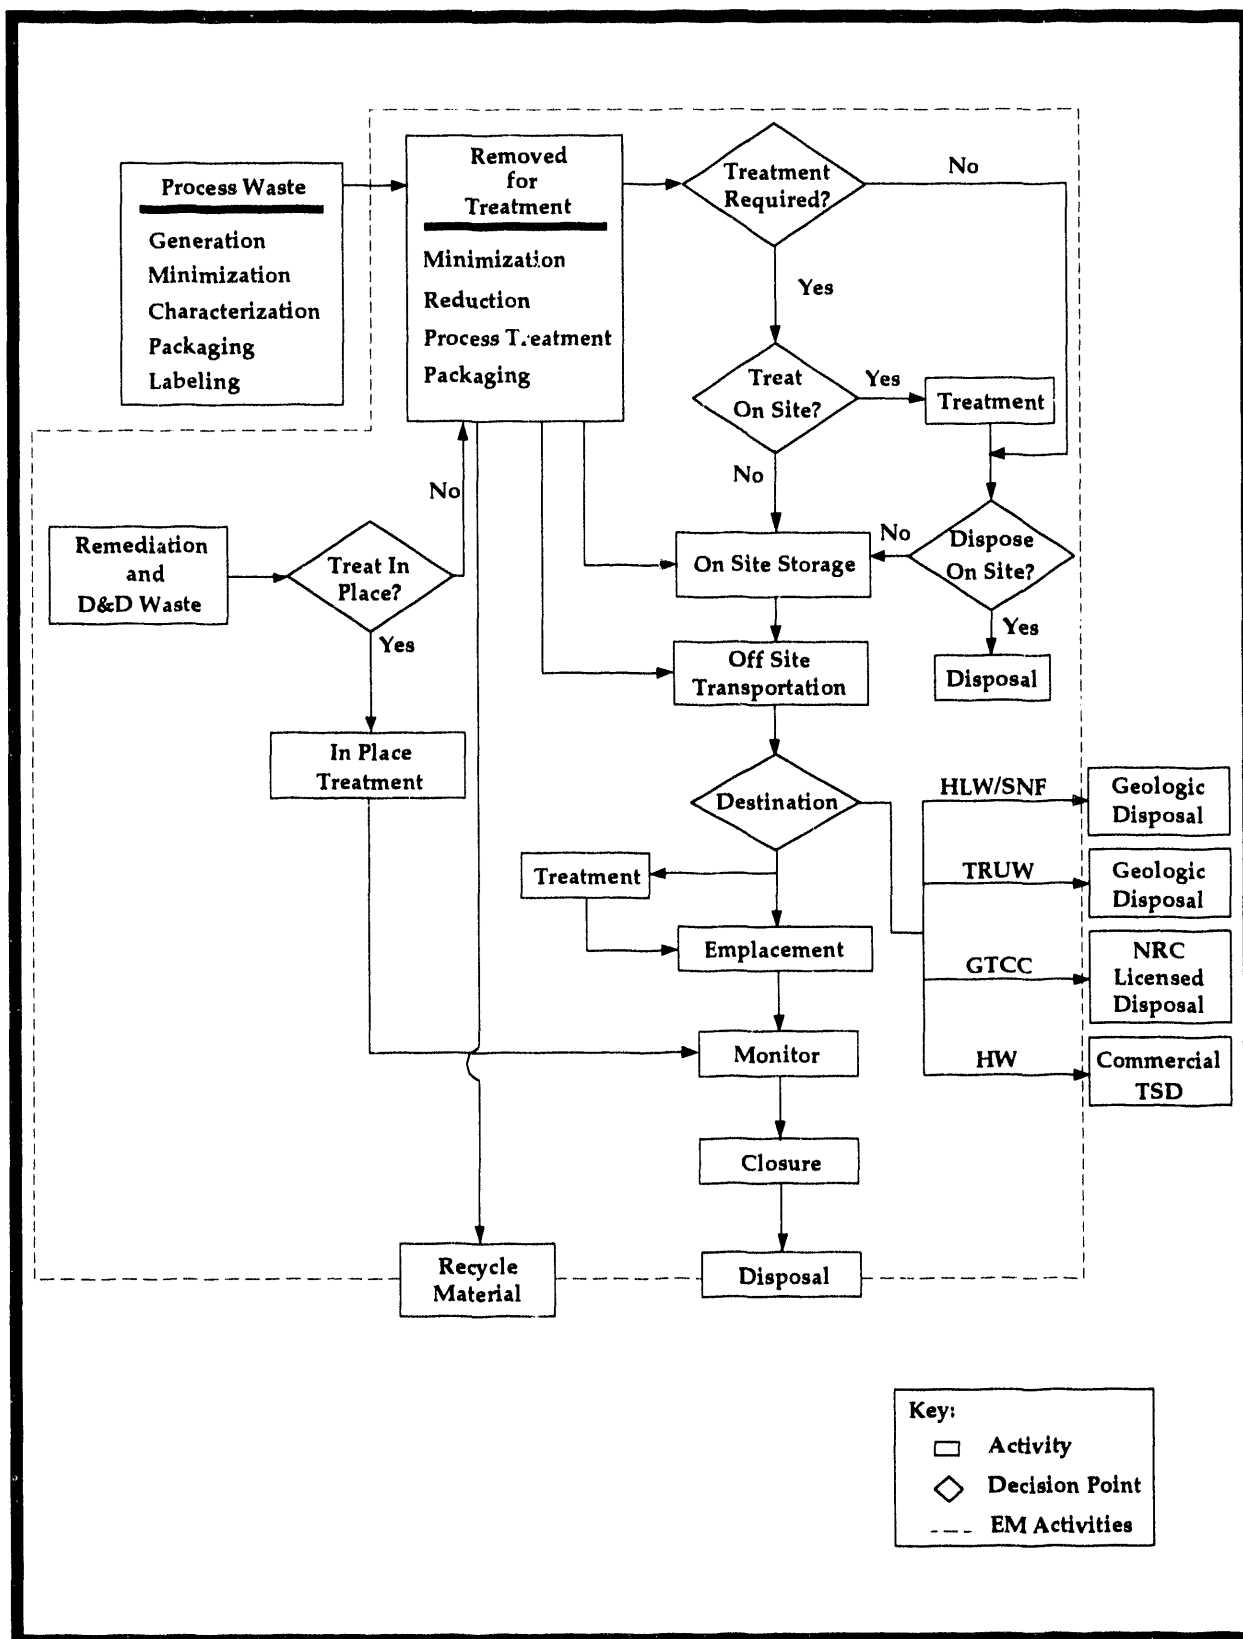 Process Waste
Generation
Minimization
Characterization
Packaging
Labeling
Removed
for
Treatment
Minimization
Reduction
Process Treatment
Packaging
Treatment
Required?
No
Yes
Treat
On Site?
Yes
Treatment
No
No
Remediation
and
D&D Waste
Treat In
Place?
Yes
On Site Storage
No
Dispose
On Site?
Yes
Disposal
Off Site
Transportation
In Place
Treatment
Destination
HLW/SNF
Geologic
Disposal
Treatment
TRUW
Geologic
Disposal
Emplacement
GTCC
NRC
Licensed
Disposal
Monitor
HW
Commercial
TSD
Closure
Recycle
Material
Disposal
Key:
Activity
Decision Point
EM Activities